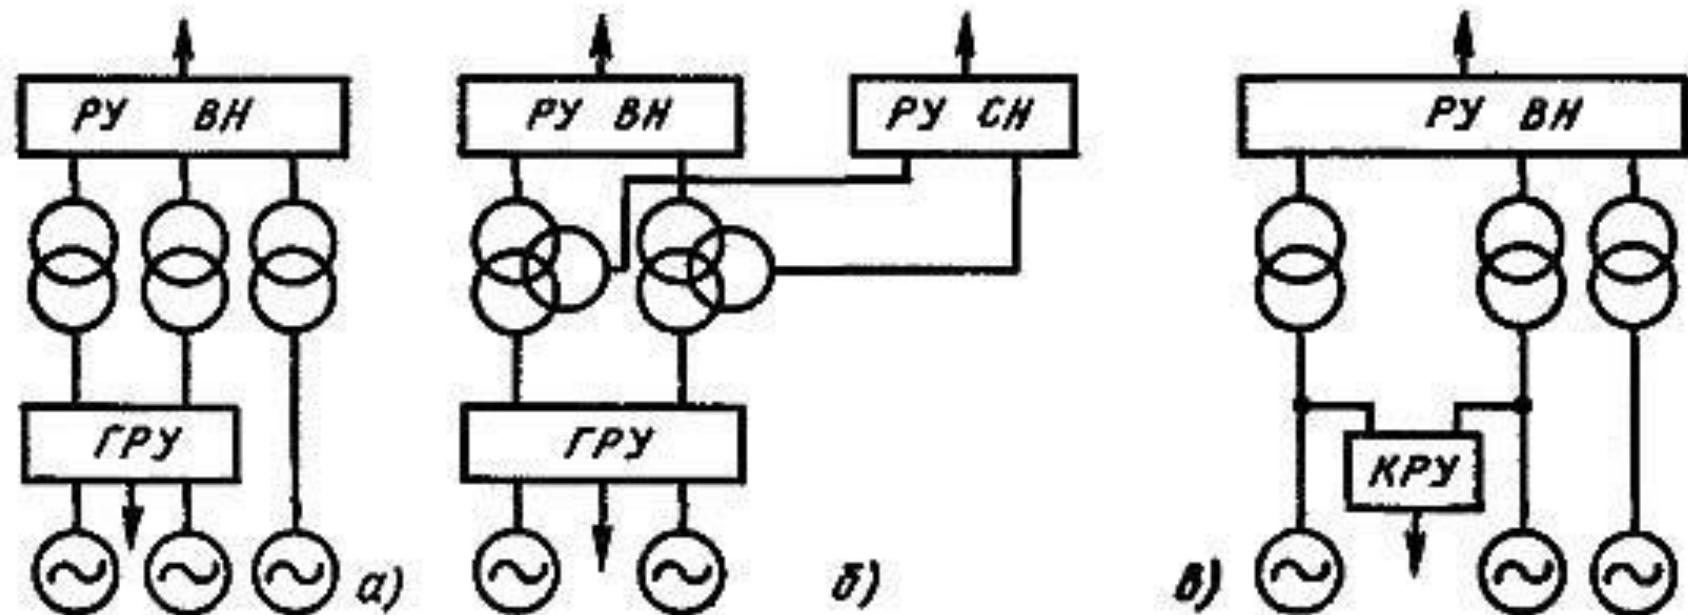 РУ ВН
РУ ВН
РУ СН
РУ ВН
ГРУ
ГРУ
КРУ
а)
б)
в)